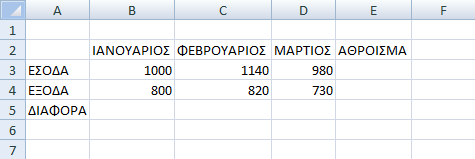 A B C D E F
1
2 ΙΑΝΟΥΑΡΙΟΣ ΦΕΒΡΟΥΑΡΙΟΣ ΜΑΡΤΙΟΣ ΑΘΡΟΙΣΜΑ
3 ΕΣΟΔΑ 1000 1140 980
4 ΕΞΟΔΑ 800 820 730
5 ΔΙΑΦΟΡΑ
6
7